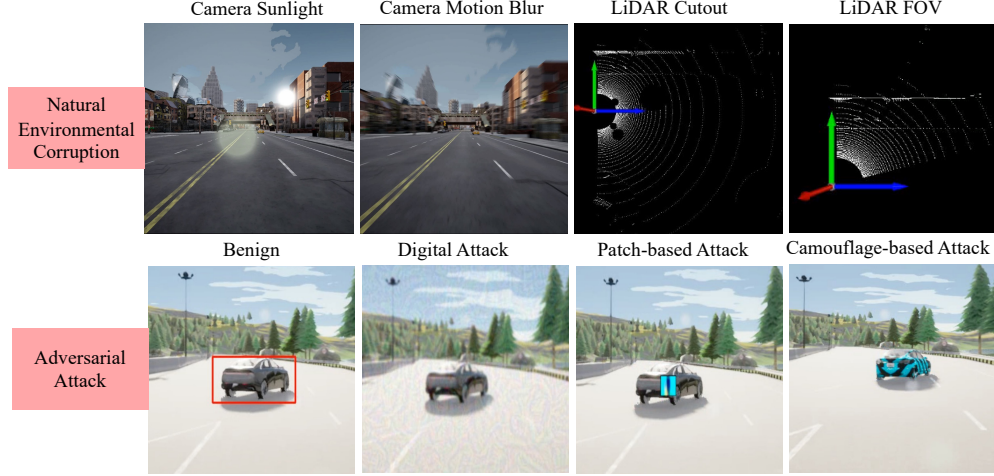 Camera Sunlight
Camera Motion Blur
LiDAR Cutout
LiDAR FOV
Natural
Environmental
Corruption
Benign
Digital Attack
Patch-based Attack
Camouflage-based Attack
Adversarial
Attack